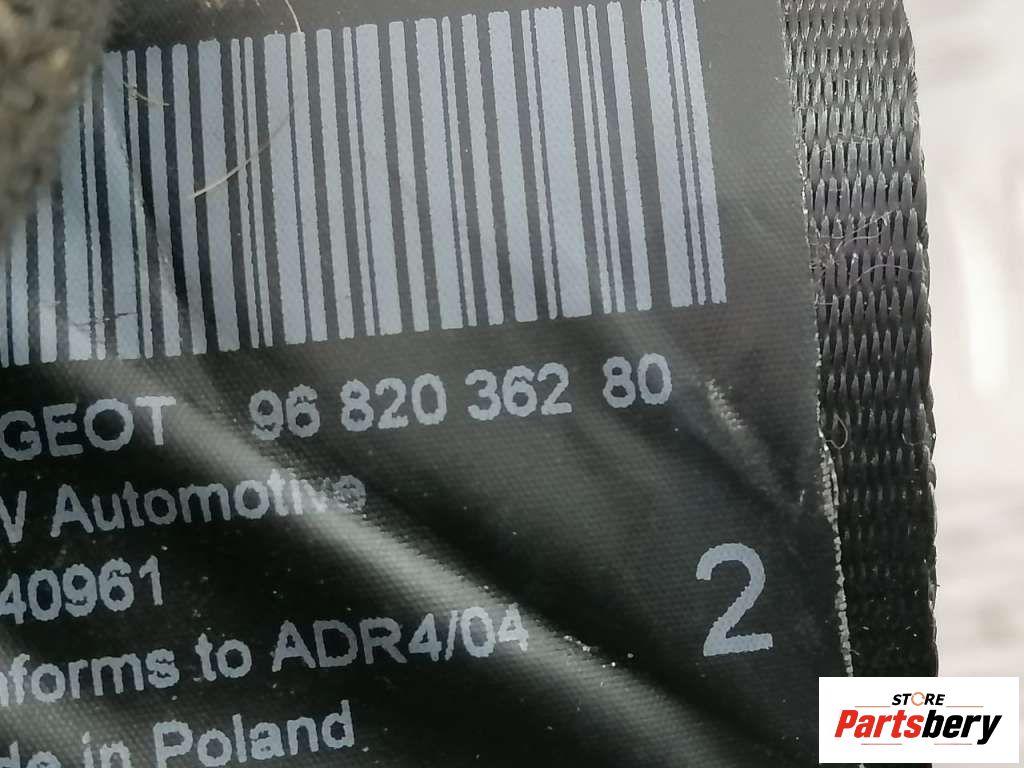 GEOT 96 820 362 80
W Automotive
40961
nforms to ADR4/04
2
de in Poland
STORE
Partsbery